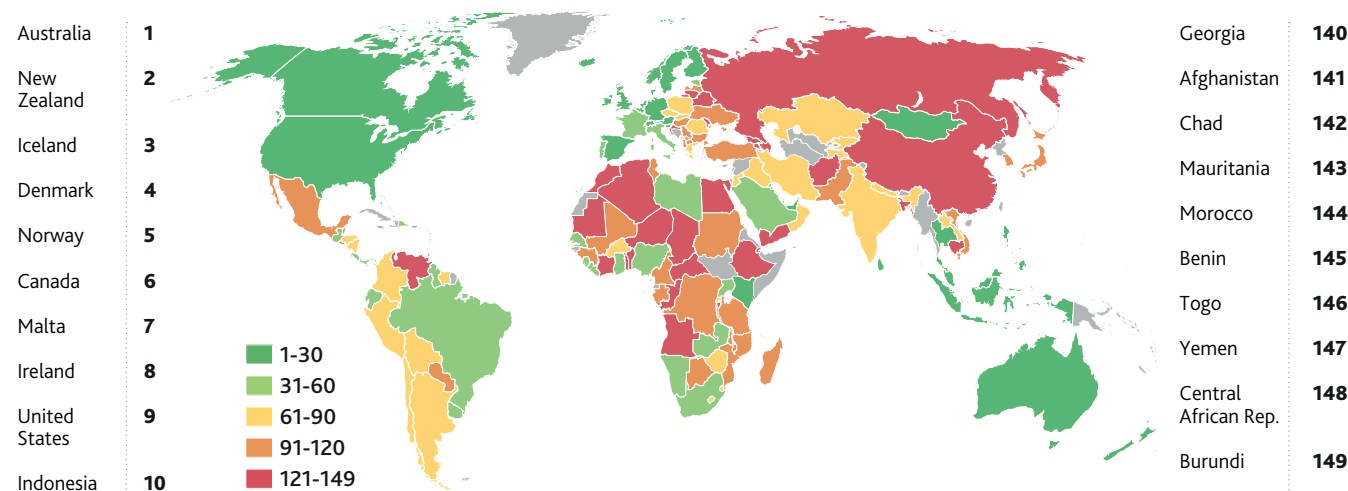 Australia 1
New
Zealand 2
Iceland 3
Denmark 4
Norway 5
Canada 6
Malta 7
Ireland 8
United
States 9
Indonesia 10
1-30
31-60
61-90
91-120
121-149
Georgia 140
Afghanistan 141
Chad 142
Mauritania 143
Morocco 144
Benin 145
Togo 146
Yemen 147
Central
African Rep. 148
Burundi 149